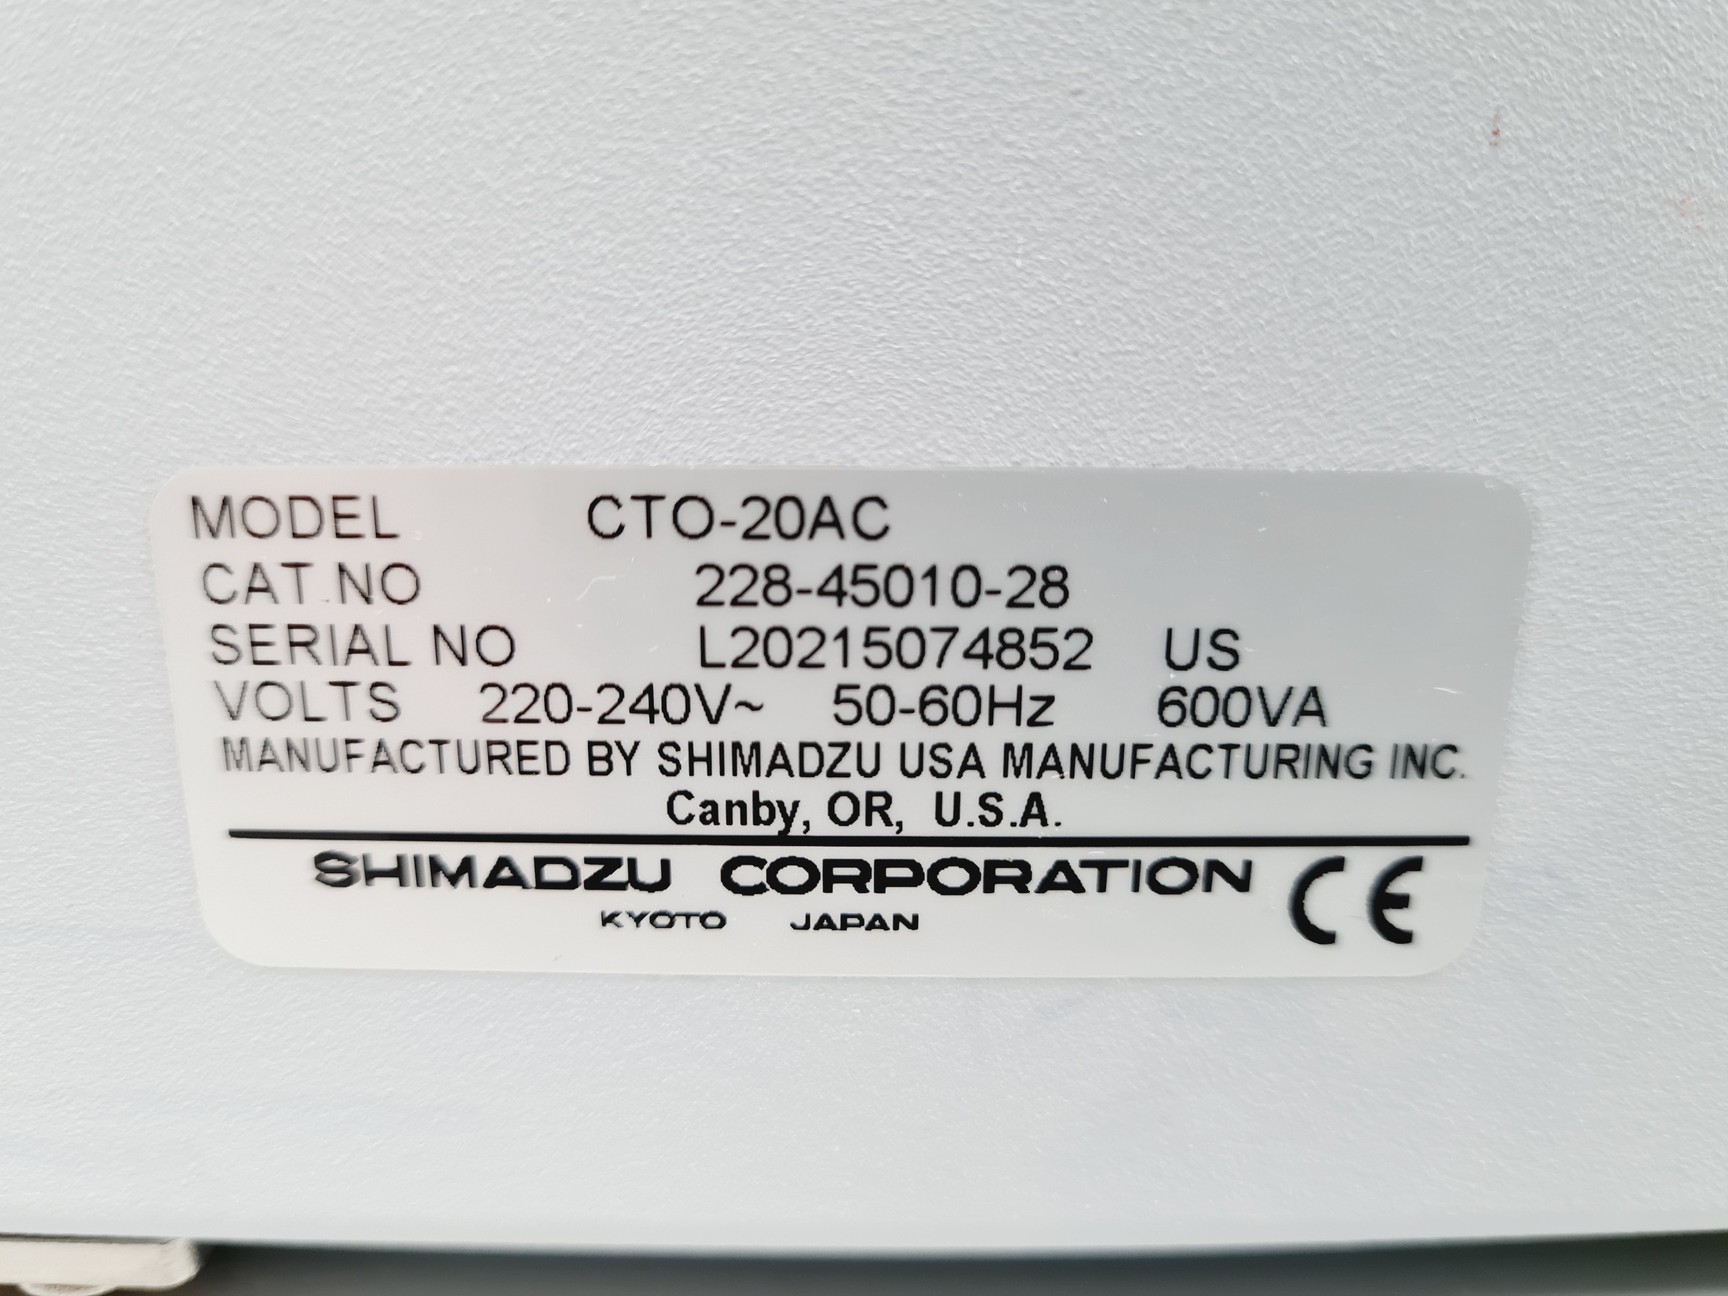 MODEL CTO-20AC
CAT.NO 228-45010-28
SERIAL NO L20215074852 US
VOLTS 220-240V~ 50-60Hz 600VA
MANUFACTURED BY SHIMADZU USA MANUFACTURING INC.
Canby, OR, U.S.A.
SHIMADZU CORPORATION CE
KYOTO JAPAN